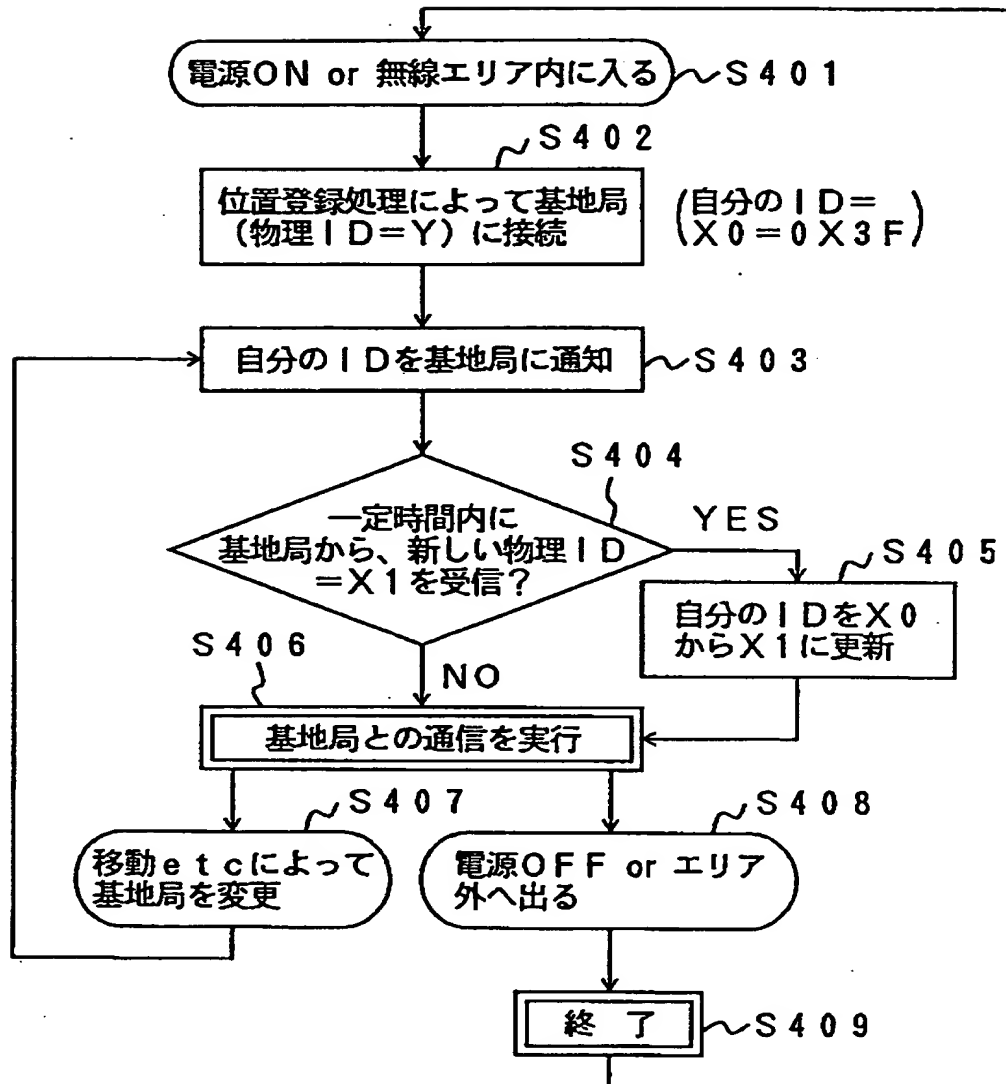 電源ON or 無線エリア内に入る
S401
S402
位置登録処理によって基地局
(物理ID=Y)に接続
(自分のID=
X0=0X3F)
自分のIDを基地局に通知
S403
S404
一定時間内に
基地局から、新しい物理ID
=X1を受信?
YES
S405
自分のIDをX0
からX1に更新
S406
NO
基地局との通信を実行
S407
移動etcによって
基地局を変更
S408
電源OFF or エリア
外へ出る
終 了
S409